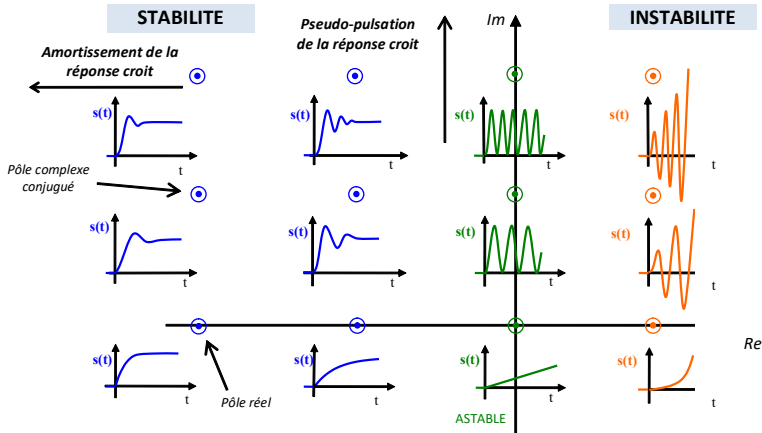 STABILITE
Pseudo-pulsation
de la réponse croit
Im
INSTABILITE
Amortissement de la
réponse croit
s(t)
t
s(t)
t
s(t)
t
s(t)
t
Pôle complexe
conjugué
s(t)
t
s(t)
t
s(t)
t
s(t)
t
Re
s(t)
t
s(t)
t
s(t)
t
s(t)
t
Pôle réel
ASTABLE